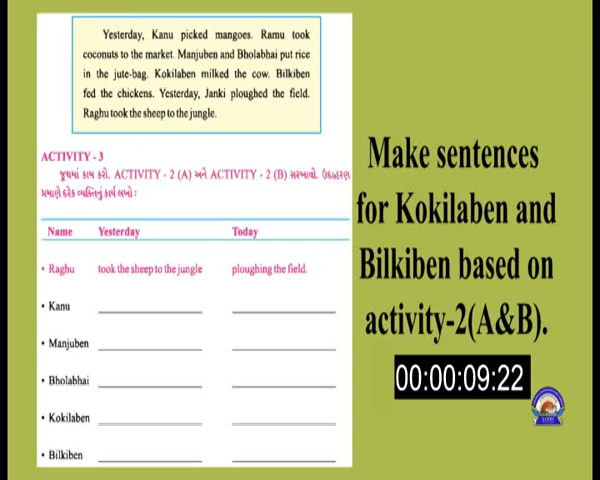 Yesterday, Kanu picked mangoes. Ramu took
coconuts to the market. Manjuben and Bholabhai put rice
in the jute-bag. Kokilaben milked the cow. Bilkiben
fed the chickens. Yesterday, Janki ploughed the field.
Raghu took the sheep to the jungle.
ACTIVITY - 3
જૂથમાં કામ કરો. ACTIVITY - 2 (A) અને ACTIVITY - 2 (B) સરખાવો. ઉદાહરણ
પ્રમાણે દરેક વ્યક્તિનું કાર્ય લખો :
Name Yesterday Today
• Raghu took the sheep to the jungle ploughing the field.
• Kanu
• Manjuben
• Bholabhai
• Kokilaben
• Bilkiben
Make sentences
for Kokilaben and
Bilkiben based on
activity-2(A&B).
00:00:09:22